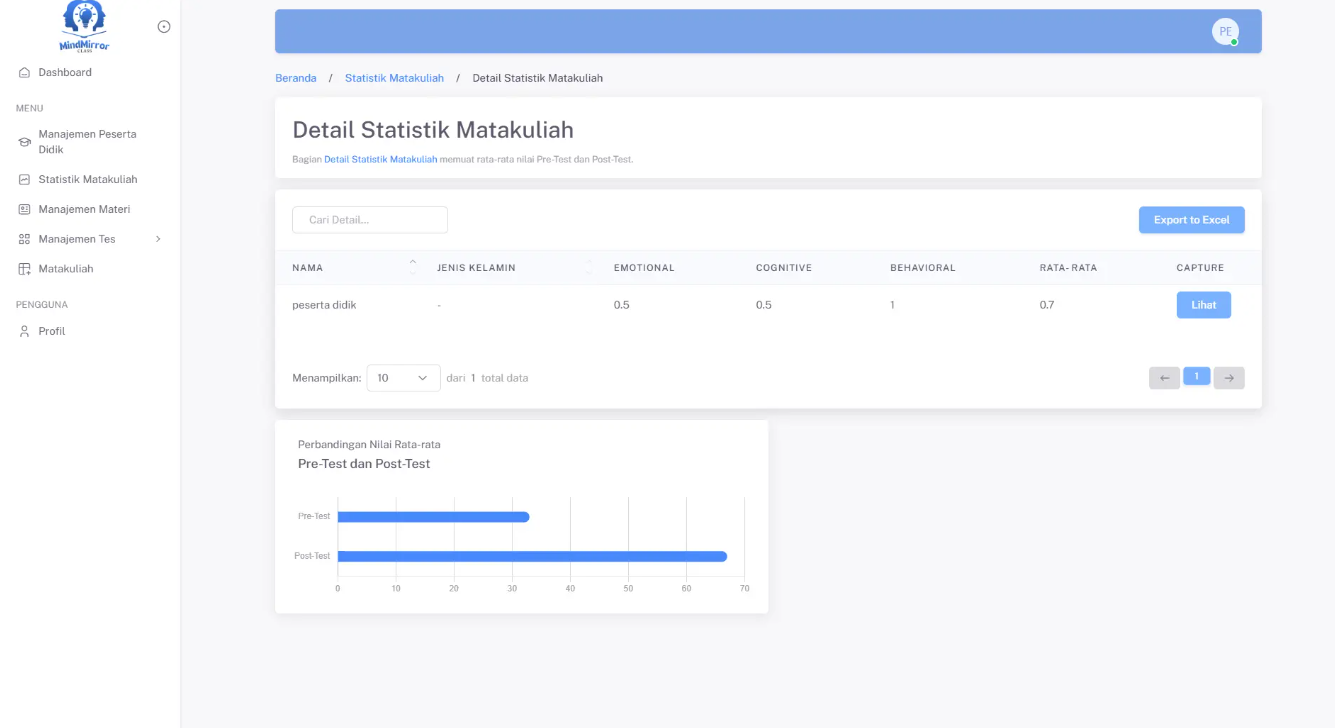 MindMirror
CLASS
PE
Dashboard
MENU
Manajemen Peserta
Didik
Statistik Matakuliah
Manajemen Materi
Manajemen Tes
Matakuliah
PENGGUNA
Profil
Beranda / Statistik Matakuliah / Detail Statistik Matakuliah
Detail Statistik Matakuliah
Bagian Detail Statistik Matakuliah memuat rata-rata nilai Pre-Test dan Post-Test.
Cari Detail...
Export to Excel
NAMA JENIS KELAMIN EMOTIONAL COGNITIVE BEHAVIORAL RATA- RATA CAPTURE
peserta didik - 0.5 0.5 1 0.7 Lihat
Menampilkan: 10 dari 1 total data
← 1 →
Perbandingan Nilai Rata-rata
Pre-Test dan Post-Test
Pre-Test
Post-Test
0 10 20 30 40 50 60 70